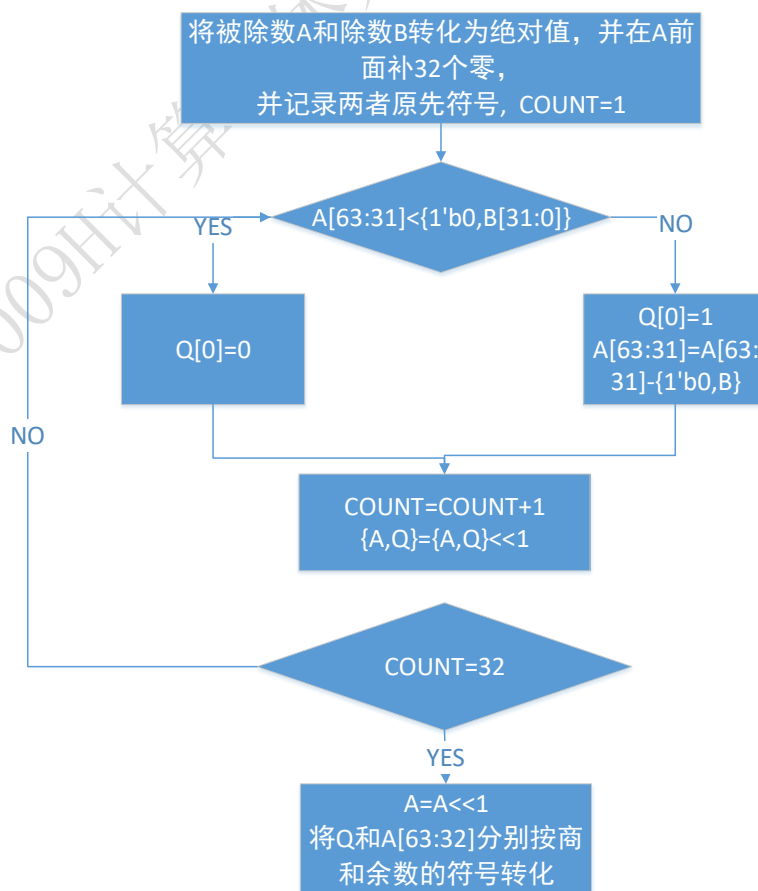 将被除数A和除数B转化为绝对值，并在A前
面补32个零，
并记录两者原先符号, COUNT=1
A[63:31]<{1'b0,B[31:0]}
YES
NO
Q[0]=0
Q[0]=1
A[63:31]=A[63:
31]-{1'b0,B}
NO
COUNT=COUNT+1
{A,Q}={A,Q}<<1
COUNT=32
YES
A=A<<1
将Q和A[63:32]分别按商
和余数的符号转化